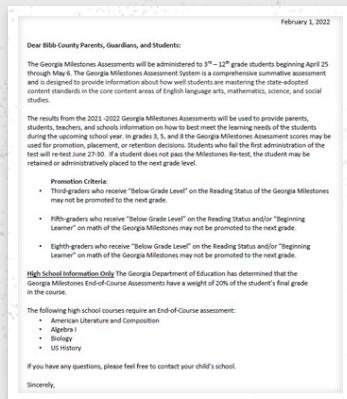 February 1, 2022
Dear Bibb County Parents, Guardians, and Students:
The Georgia Milestones Assessments will be administered to 3rd – 12th grade students beginning April 25
through May 6. The Georgia Milestones Assessment System is a comprehensive summative assessment
and is designed to provide information about how well students are mastering the state-adopted
content standards in the core content areas of English language arts, mathematics, science, and social
studies.
The results from the 2021 -2022 Georgia Milestones Assessments will be used to provide parents,
students, teachers, and schools information on how to best meet the learning needs of the students
during the upcoming school year. In grades 3, 5, and 8 the Georgia Milestones Assessment scores may be
used for promotion, placement, or retention decisions. Students who fail the first administration of the
test will re-test June 27-30. If a student does not pass the Milestones Re-test, the student may be
retained or administratively placed to the next grade level.
Promotion Criteria:
• Third-graders who receive "Below Grade Level" on the Reading Status of the Georgia Milestones
may not be promoted to the next grade.
• Fifth-graders who receive "Below Grade Level" on the Reading Status and/or "Beginning
Learner" on math of the Georgia Milestones may not be promoted to the next grade.
• Eighth-graders who receive "Below Grade Level" on the Reading Status and/or "Beginning
Learner" on math of the Georgia Milestones may not be promoted to the next grade.
High School Information Only The Georgia Department of Education has determined that the
Georgia Milestones End-of-Course Assessments have a weight of 20% of the student's final grade
in the course.
The following high school courses require an End-of-Course assessment:
• American Literature and Composition
• Algebra I
• Biology
• US History
If you have any questions, please feel free to contact your child's school.
Sincerely,